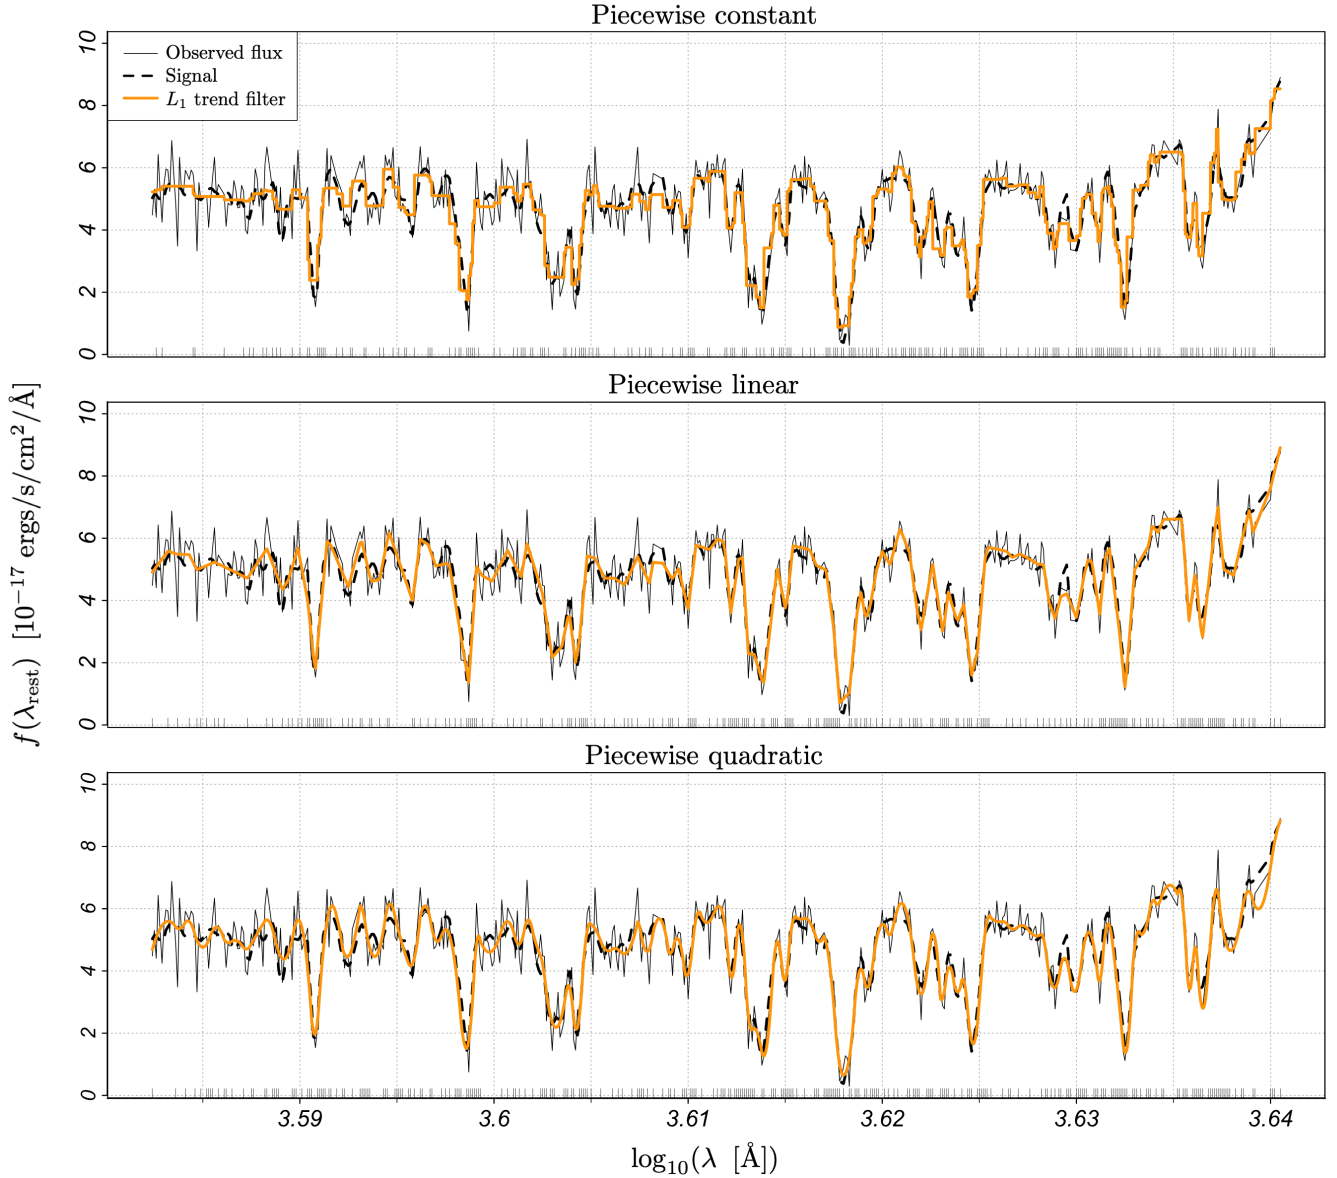 Piecewise constant
Observed flux
Signal
L₁ trend filter
10
8
6
4
2
0
Piecewise linear
10
8
6
4
2
0
f(λrest) [10⁻¹⁷ ergs/s/cm²/Å]
Piecewise quadratic
10
8
6
4
2
0
3.59 3.6 3.61 3.62 3.63 3.64
log₁₀(λ [Å])